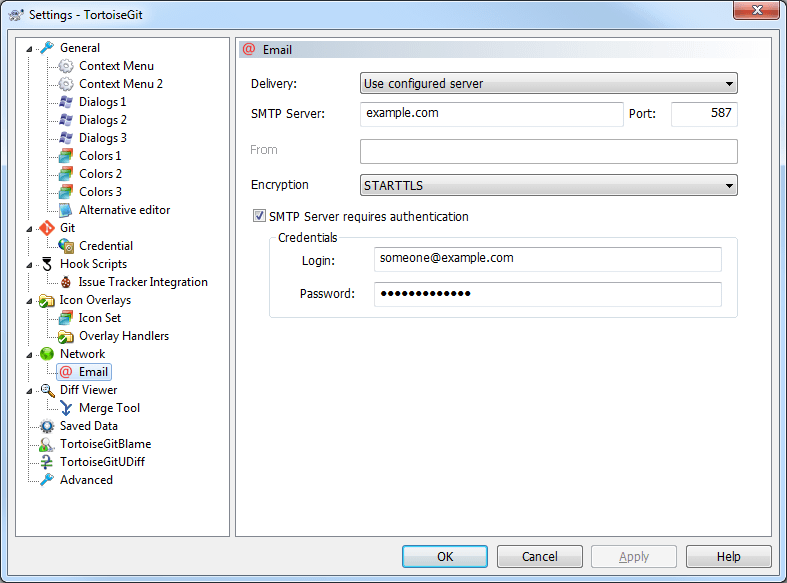 Settings - TortoiseGit
General
Context Menu
Context Menu 2
Dialogs 1
Dialogs 2
Dialogs 3
Colors 1
Colors 2
Colors 3
Alternative editor
Git
Credential
Hook Scripts
Issue Tracker Integration
Icon Overlays
Icon Set
Overlay Handlers
Network
@ Email
Diff Viewer
Merge Tool
Saved Data
TortoiseGitBlame
TortoiseGitUDiff
Advanced
@ Email
Delivery: Use configured server
SMTP Server: example.com Port: 587
From
Encryption STARTTLS
SMTP Server requires authentication
Credentials
Login: someone@example.com
Password: ●●●●●●●●●●●●●
OK Cancel Apply Help